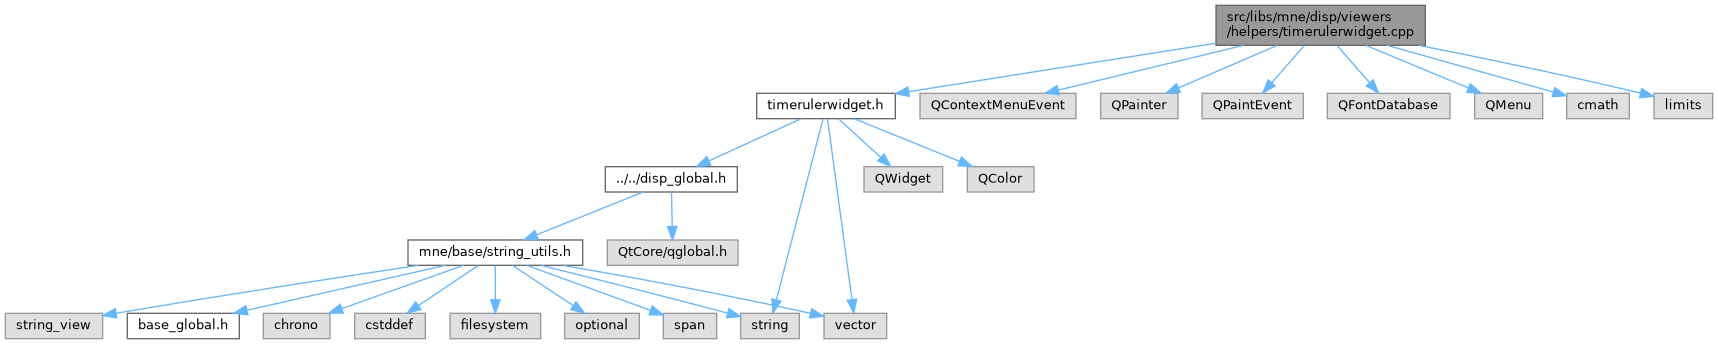 src/libs/mne/disp/viewers
/helpers/timerulerwidget.cpp
timerulerwidget.h
QContextMenuEvent
QPainter
QPaintEvent
QFontDatabase
QMenu
cmath
limits
../../disp_global.h
QWidget
QColor
mne/base/string_utils.h
QtCore/qglobal.h
string_view
base_global.h
chrono
cstddef
filesystem
optional
span
string
vector